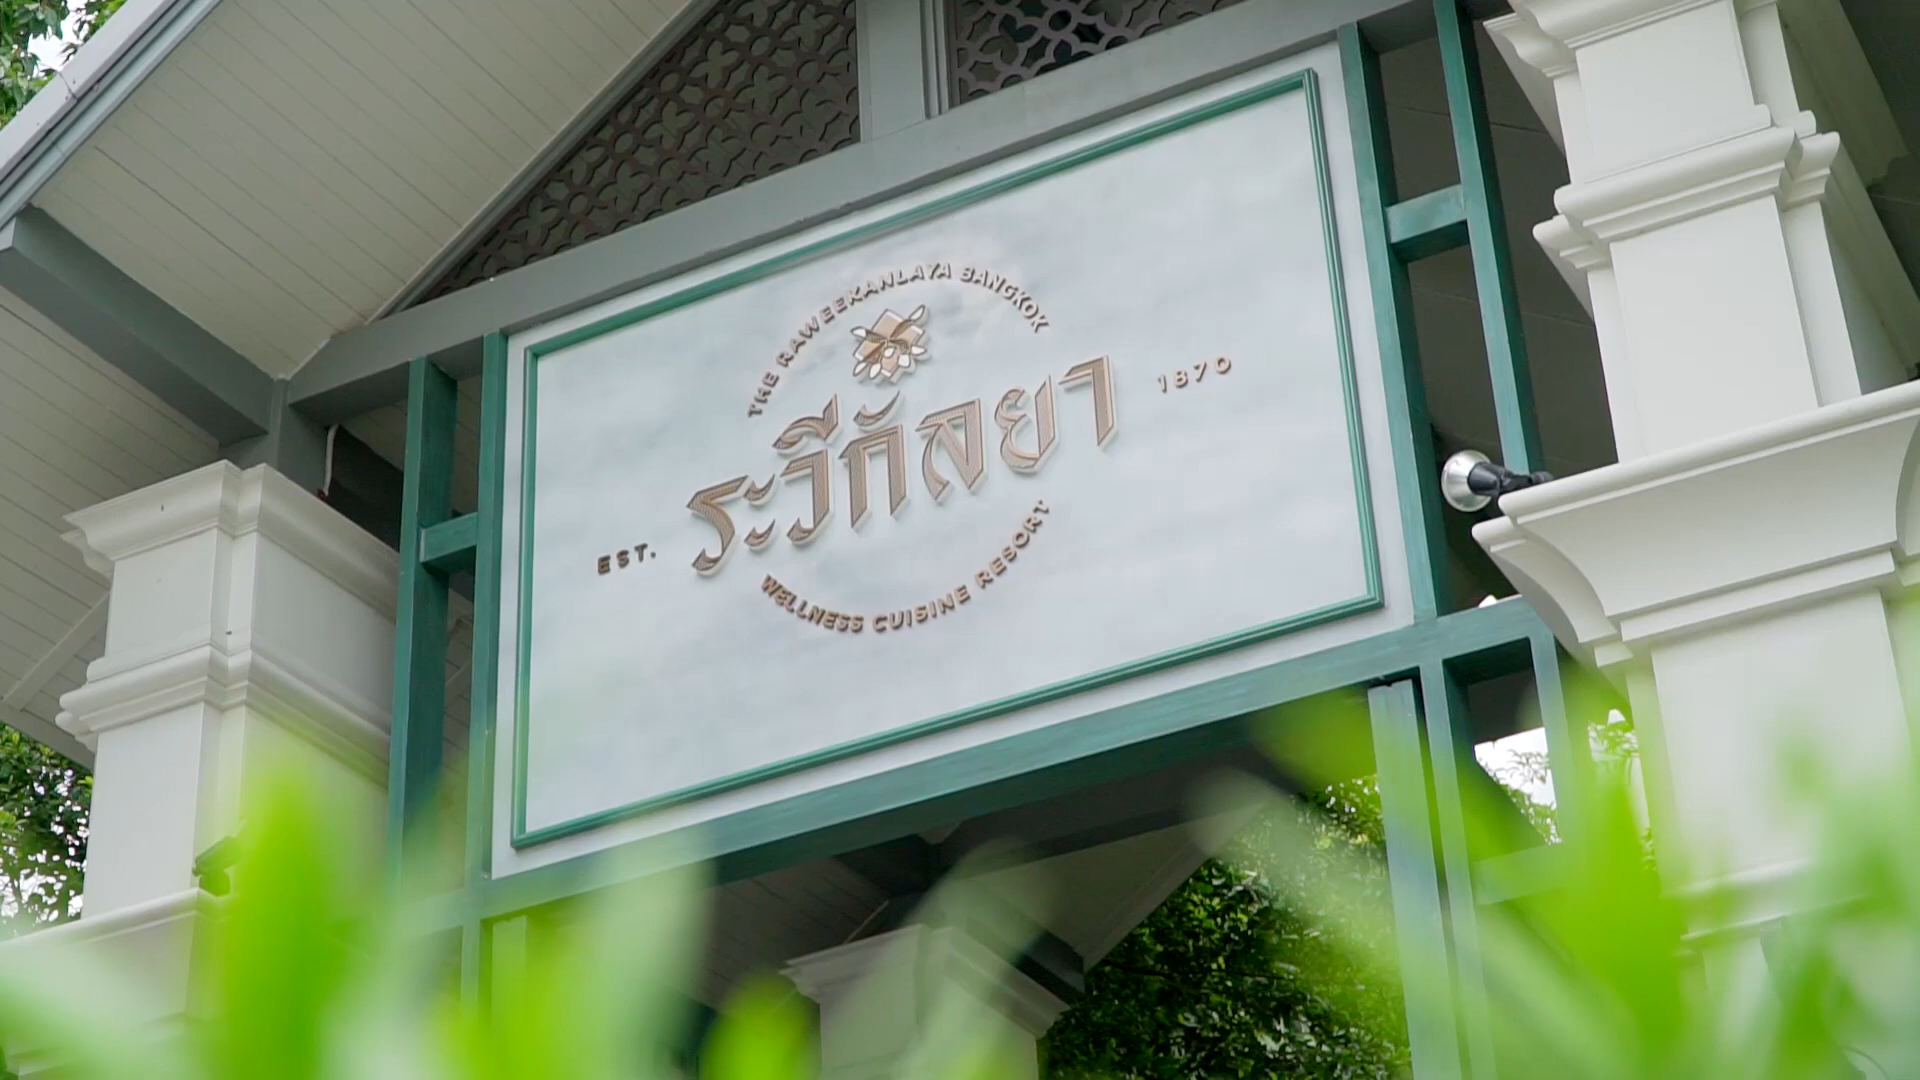 THE RAWEEKANLAYA BANGKOK
ระวีกัลยา
EST. 1870
WELLNESS CUISINE RESORT